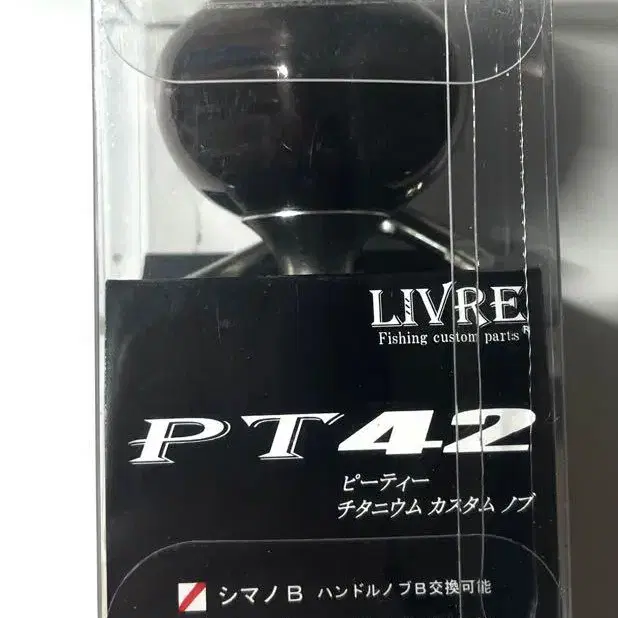 LIVRE
Fishing custom parts®
PT42
ピーティー
チタニウム カスタム ノブ
シマノB ハンドルノブB交換可能